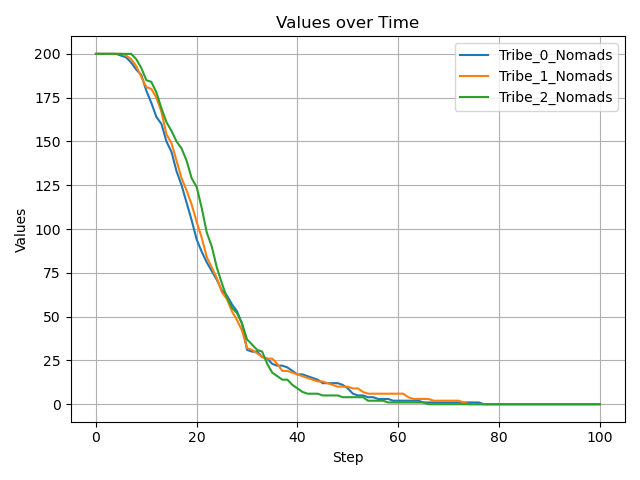 Values over Time
Tribe_0_Nomads
Tribe_1_Nomads
Tribe_2_Nomads
200
175
150
125
100
75
50
25
0
Values
0 20 40 60 80 100
Step